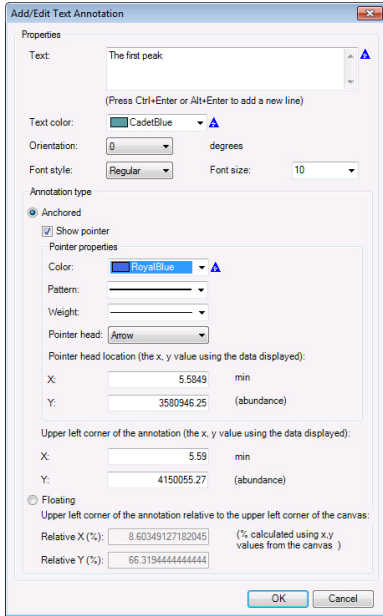 Add/Edit Text Annotation
Properties
Text: The first peak
(Press Ctrl+Enter or Alt+Enter to add a new line)
Text color: CadetBlue
Orientation: 0 degrees
Font style: Regular Font size: 10
Annotation type
Anchored
Show pointer
Pointer properties
Color: RoyalBlue
Pattern:
Weight:
Pointer head: Arrow
Pointer head location (the x, y value using the data displayed):
X: 5.5849 min
Y: 3580946.25 (abundance)
Upper left corner of the annotation (the x, y value using the data displayed):
X: 5.59 min
Y: 4150055.27 (abundance)
Floating
Upper left corner of the annotation relative to the upper left corner of the canvas:
Relative X (%): 8.60349127182045 (% calculated using x,y
values from the canvas )
Relative Y (%): 66.3194444444444
OK Cancel